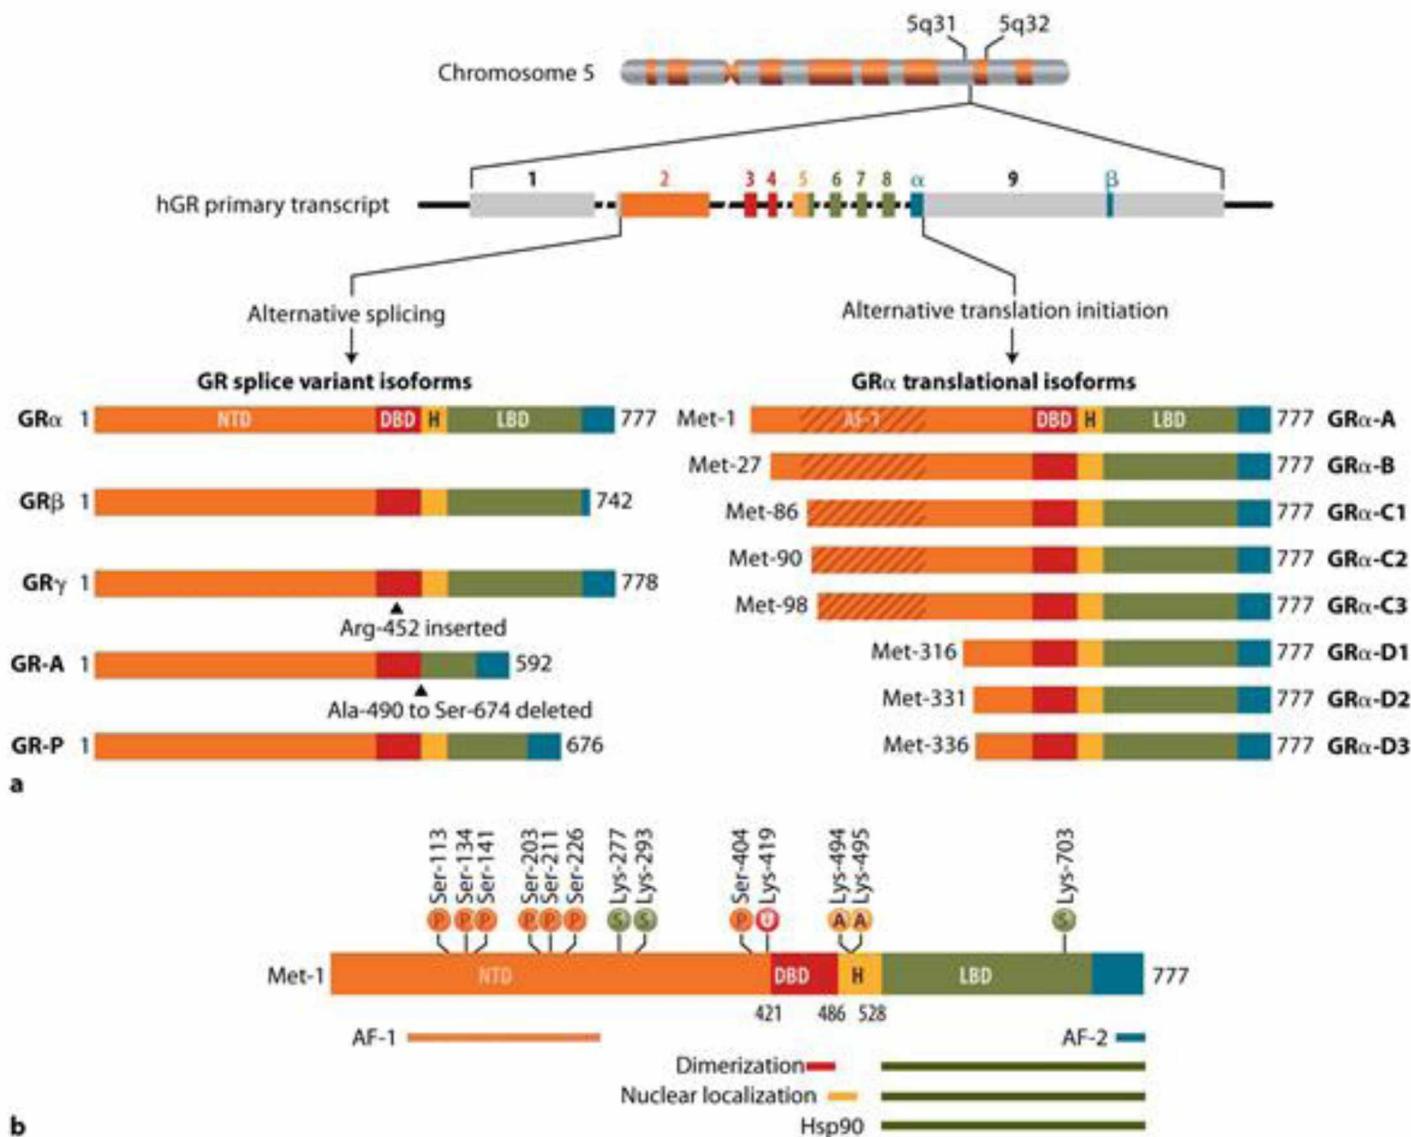 5q31 5q32
Chromosome 5
1 2 3 4 5 6 7 8 α 9 β
hGR primary transcript
Alternative splicing
Alternative translation initiation
GR splice variant isoforms
GRα 1 NTD DBD H LBD 777
GRβ 1 742
GRγ 1 778
Arg-452 inserted
GR-A 1 592
Ala-490 to Ser-674 deleted
GR-P 1 676
GRα translational isoforms
Met-1 AF-1 DBD H LBD 777 GRα-A
Met-27 777 GRα-B
Met-86 777 GRα-C1
Met-90 777 GRα-C2
Met-98 777 GRα-C3
Met-316 777 GRα-D1
Met-331 777 GRα-D2
Met-336 777 GRα-D3
a
Ser-113 Ser-134 Ser-141 Ser-203 Ser-211 Ser-226 Lys-277 Lys-293 Ser-404 Lys-419 Lys-494 Lys-495 Lys-703
P P P P P P S S P U A A S
Met-1 NTD DBD H LBD 777
421 486 528
AF-1 AF-2
Dimerization
Nuclear localization
Hsp90
b